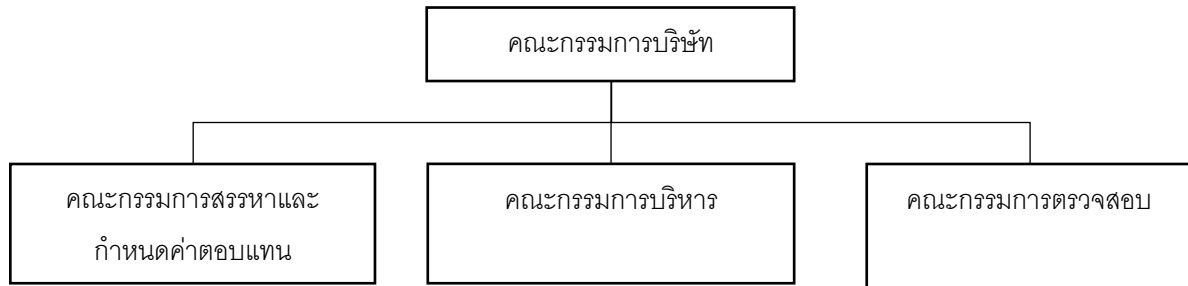 คณะกรรมการบริษัท
คณะกรรมการสรรหาและ
กำหนดค่าตอบแทน
คณะกรรมการบริหาร
คณะกรรมการตรวจสอบ